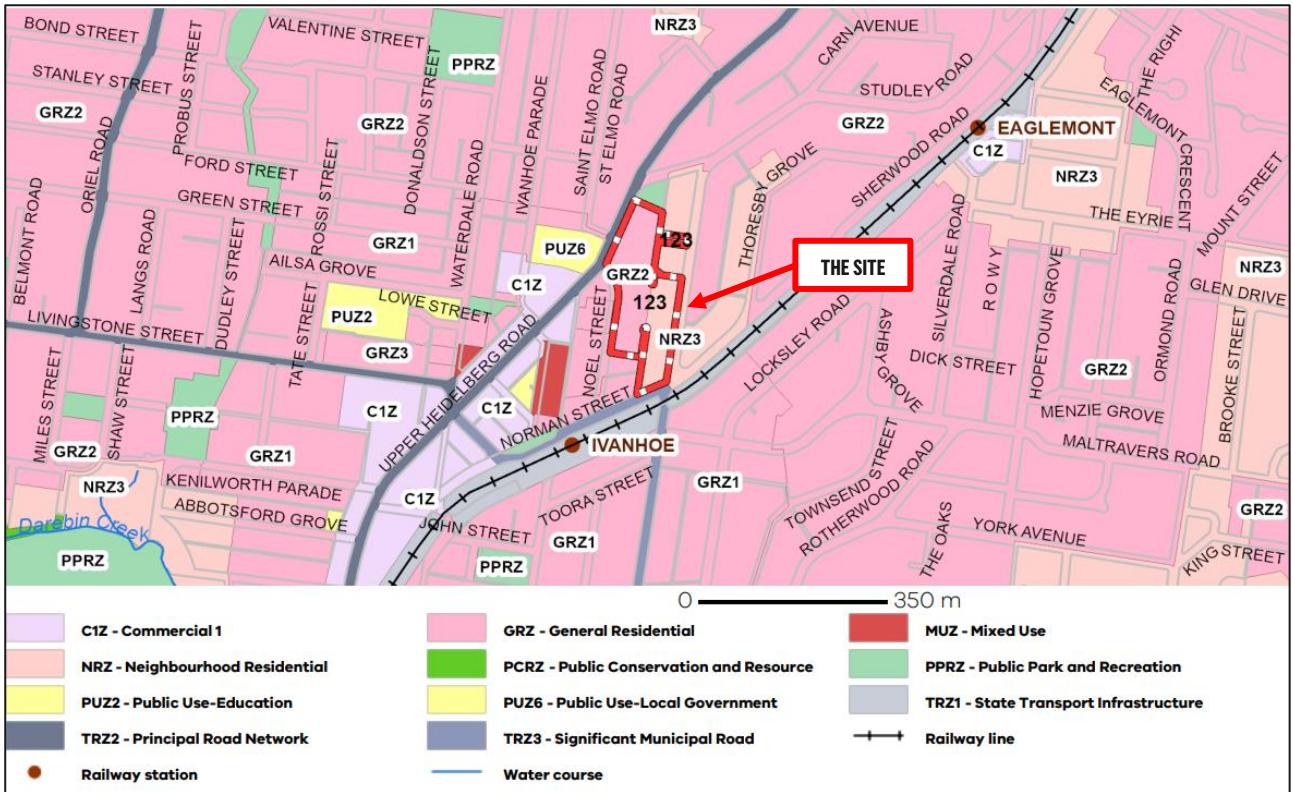 BOND STREET
PROBUS STREET
VALENTINE STREET
PPRZ
NRZ3
CARN AVENUE
THE RIGHI
STANLEY STREET
STUDLEY ROAD
EAGLEMONT CRESCENT
GRZ2
ORIEL ROAD
GRZ2
DONALDSON STREET
IVANHOE PARADE
SAINT ELMO ROAD
ST ELMO ROAD
GRZ2
SHERWOOD ROAD
EAGLEMONT
C1Z
FORD STREET
ROSSI STREET
WATERDALE ROAD
THORESBY GROVE
NRZ3
MOUNT STREET
GREEN STREET
THE EYRIE
BELMONT ROAD
LANGS ROAD
DUDLEY STREET
GRZ1
PUZ6
123
THE SITE
SILVERDALE ROAD
NRZ3
AILSA GROVE
C1Z
GRZ2
ROWY
HOPETOUN GROVE
ORMOND ROAD
GLEN DRIVE
LOWE STREET
PUZ2
123
LIVINGSTONE STREET
TATE STREET
GRZ3
UPPER HEIDELBERG ROAD
NOEL STREET
NRZ3
LOCKSLEY ROAD
ASHBY GROVE
DICK STREET
GRZ2
BROOKE STREET
MILES STREET
SHAW STREET
PPRZ
C1Z
C1Z
NORMAN STREET
MENZIE GROVE
GRZ2
GRZ1
IVANHOE
MALTRAVERS ROAD
NRZ3
KENILWORTH PARADE
C1Z
TOORA STREET
GRZ1
TOWNSEND STREET
ROTHERWOOD ROAD
ABBOTSFORD GROVE
JOHN STREET
GRZ1
THE OAKS
YORK AVENUE
GRZ2
Darebin Creek
PPRZ
PPRZ
KING STREET
0 350 m
C1Z - Commercial 1
GRZ - General Residential
MUZ - Mixed Use
NRZ - Neighbourhood Residential
PCRZ - Public Conservation and Resource
PPRZ - Public Park and Recreation
PUZ2 - Public Use-Education
PUZ6 - Public Use-Local Government
TRZ1 - State Transport Infrastructure
TRZ2 - Principal Road Network
TRZ3 - Significant Municipal Road
Railway line
Railway station
Water course